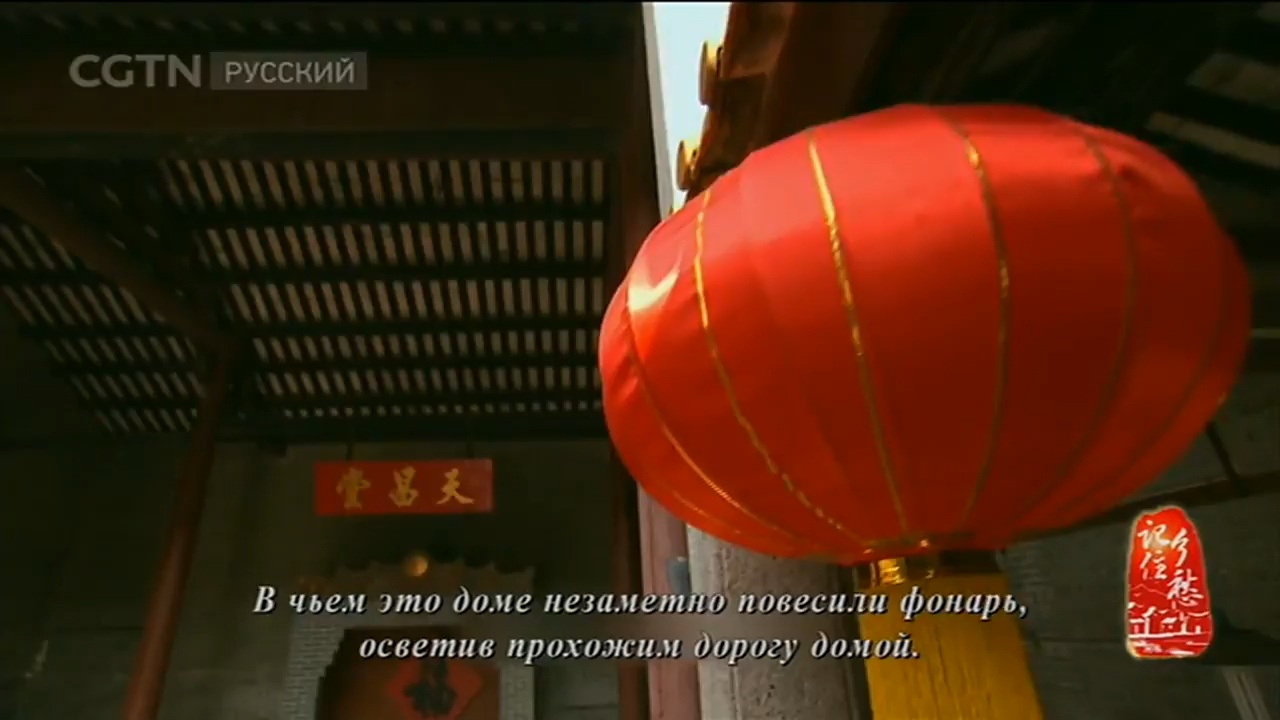 CGTN РУССКИЙ
天昌堂
记住
乡愁
В чьем это доме незаметно повесили фонарь,
осветив прохожим дорогу домой.